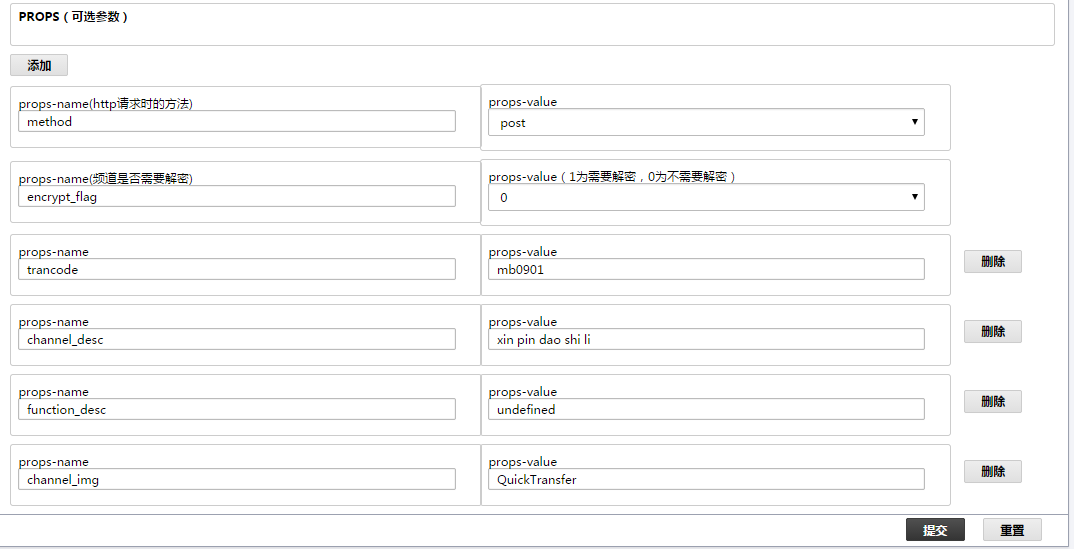 PROPS（可选参数）
添加
props-name(http请求时的方法)
props-value
method
post
props-name(频道是否需要解密)
props-value（1为需要解密，0为不需要解密）
encrypt_flag
0
props-name
props-value
trancode
mb0901
删除
props-name
props-value
channel_desc
xin pin dao shi li
删除
props-name
props-value
function_desc
undefined
删除
props-name
props-value
channel_img
QuickTransfer
删除
提交
重置